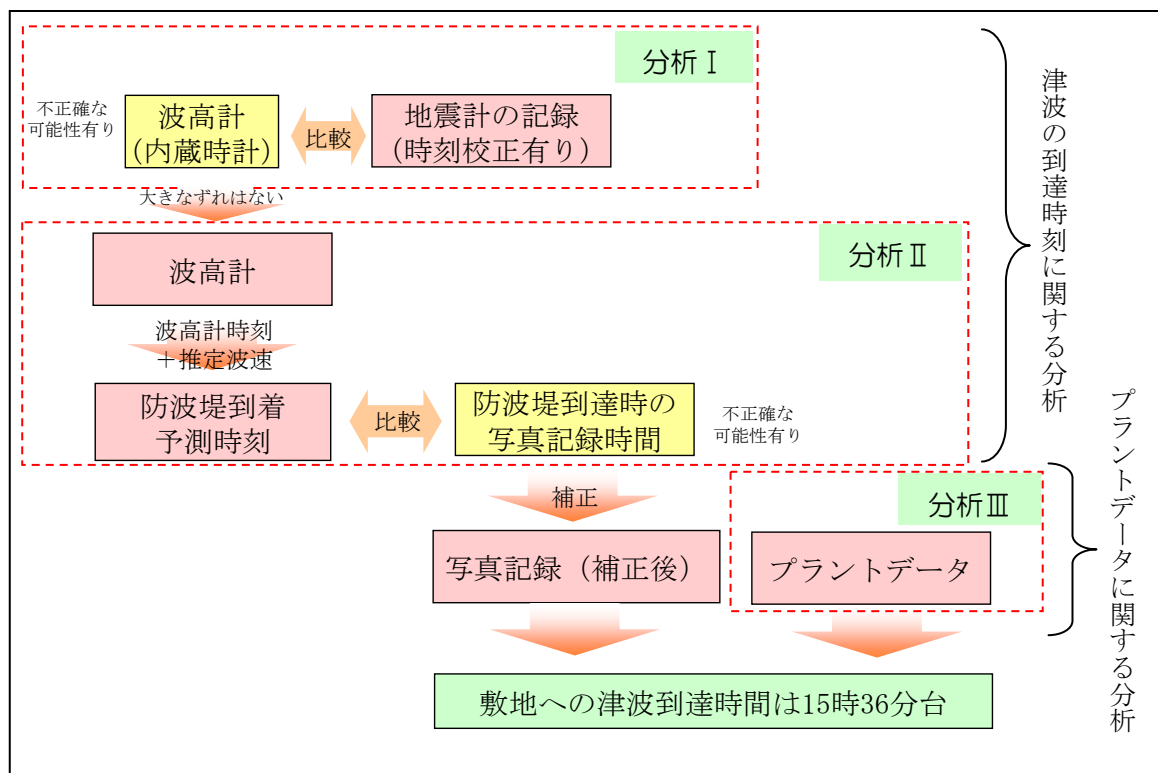 分析Ⅰ
不正確な
可能性有り
波高計
(内蔵時計)
比較
地震計の記録
(時刻校正有り)
大きなずれはない
分析Ⅱ
波高計
波高計時刻
＋推定波速
防波堤到着
予測時刻
比較
防波堤到達時の
写真記録時間
不正確な
可能性有り
津波の到達時刻に関する分析
補正
分析Ⅲ
写真記録（補正後）
プラントデータ
プラントデータに関する分析
敷地への津波到達時間は15時36分台